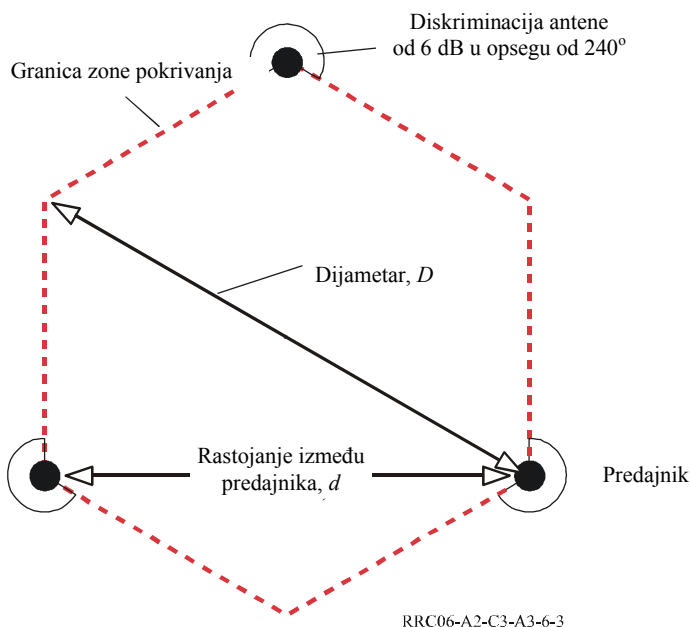 Diskriminacija antene
od 6 dB u opsegu od 240°
Granica zone pokrivanja
Dijametar, D
Rastojanje između
predajnika, d
Predajnik
RRC06-A2-C3-A3-6-3